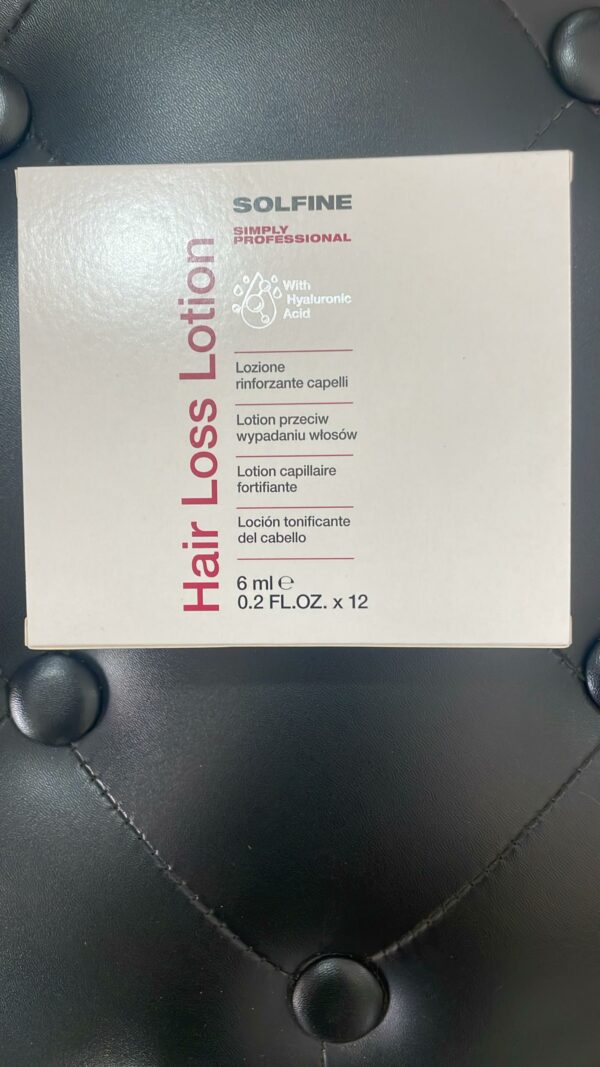 SOLFINE
SIMPLY
PROFESSIONAL
With
Hyaluronic
Acid
Hair Loss Lotion
Lozione
rinforzante capelli
Lotion przeciw
wypadaniu włosów
Lotion capillaire
fortifiante
Loción tonificante
del cabello
6 ml ℮
0.2 FL.OZ. x 12